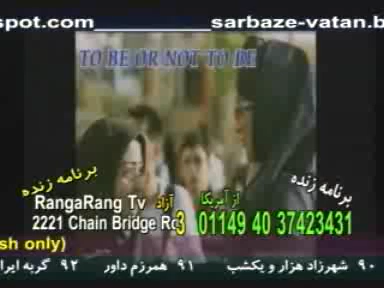 spot.com
sarbaze-vatan.b
TO BE OR NOT TO BE
برنامه زنده
برنامه زنده
از آمریکا
آزاد
RangaRang Tv
2221 Chain Bridge Rd
3 01149 40 37423431
sh only)
۹۰ شهرزاد هزار و یکشب ۹۱ همرزم داور ۹۲ گربه ایرا